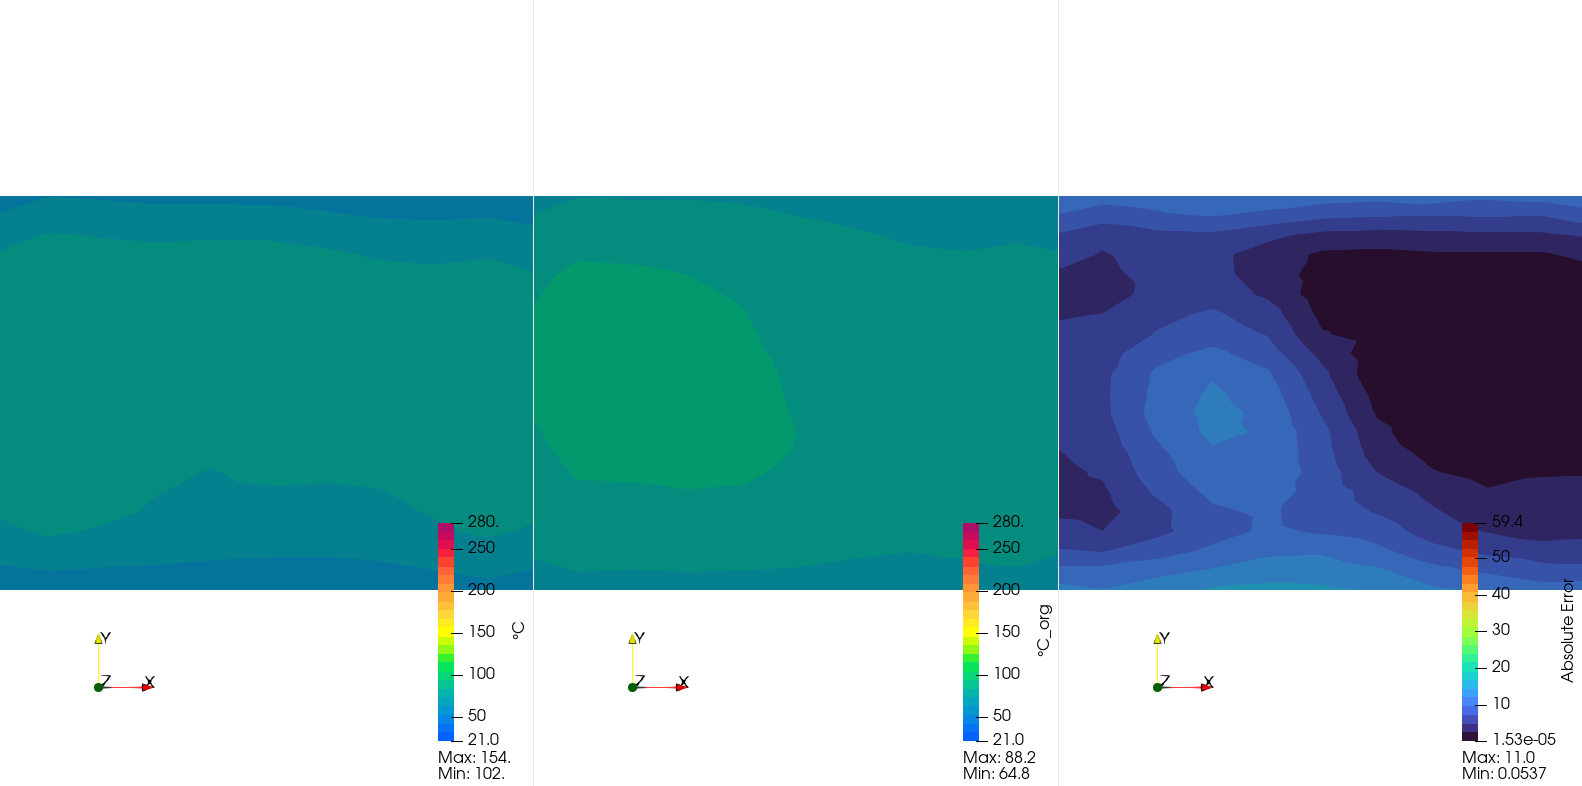 280.
250
200
150
100
50
21.0
°C
Max: 154.
Min: 102.
Y
Z
X
280.
250
200
150
100
50
21.0
°C_org
Max: 88.2
Min: 64.8
Y
Z
X
59.4
50
40
30
20
10
1.53e-05
Absolute Error
Max: 11.0
Min: 0.0537
Y
Z
X